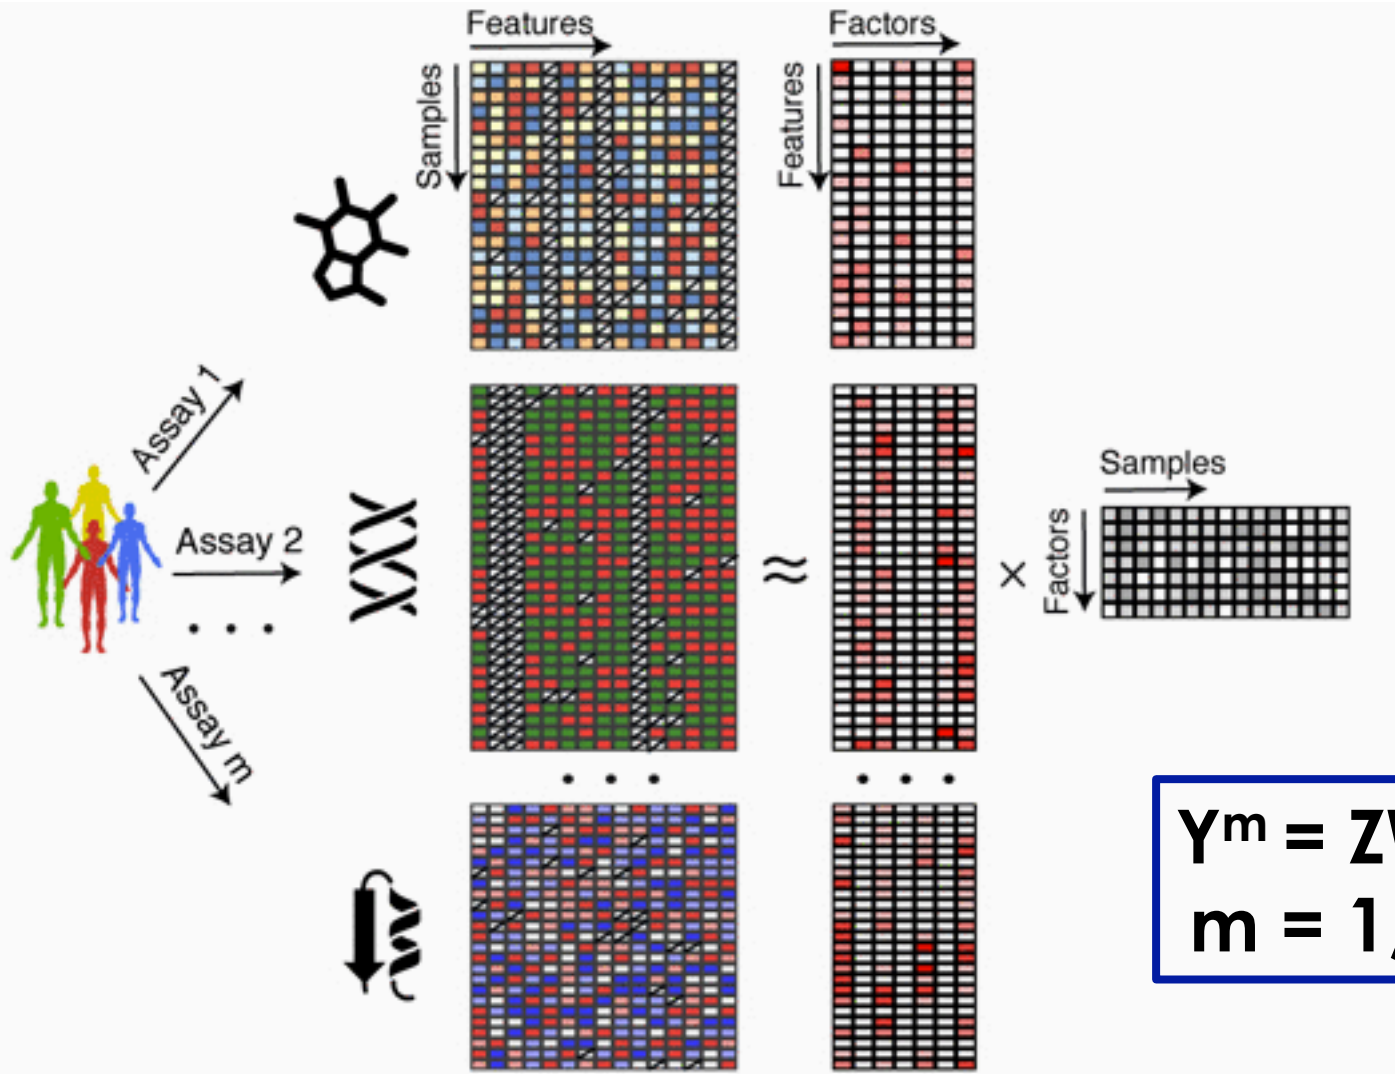 Features
Factors
Samples
Features
Assay 1
Assay 2
Assay m
Samples
Factors
Yᵐ = Z
m = 1,